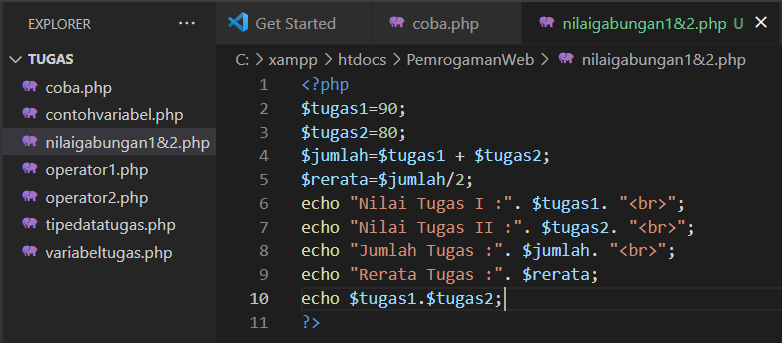 EXPLORER ···
TUGAS
coba.php
contohvariabel.php
nilaigabungan1&2.php
operator1.php
operator2.php
tipedatatugas.php
variabeltugas.php
Get Started coba.php nilaigabungan1&2.php U
C: > xampp > htdocs > PemrogamanWeb > nilaigabungan1&2.php
1 <?php
2 $tugas1=90;
3 $tugas2=80;
4 $jumlah=$tugas1 + $tugas2;
5 $rerata=$jumlah/2;
6 echo "Nilai Tugas I :". $tugas1. "<br>";
7 echo "Nilai Tugas II :". $tugas2. "<br>";
8 echo "Jumlah Tugas :". $jumlah. "<br>";
9 echo "Rerata Tugas :". $rerata;
10 echo $tugas1.$tugas2;
11 ?>